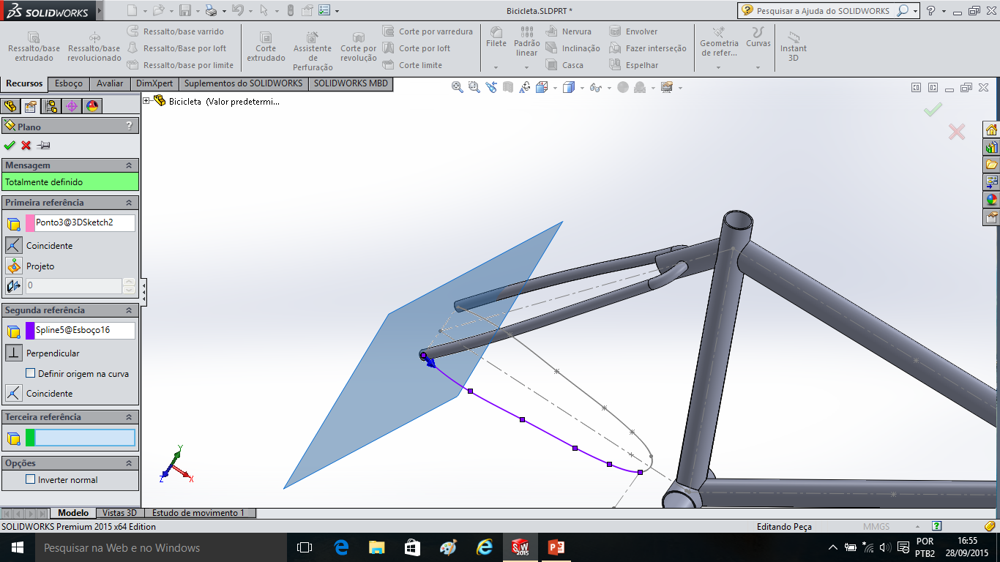 SOLIDWORKS
Bicicleta.SLDPRT *
Pesquisar a Ajuda do SOLIDWORKS
Ressalto/base
extrudado
Ressalto/base
revolucionado
Ressalto/base varrido
Ressalto/Base por loft
Ressalto/Base por limite
Corte
extrudado
Assistente
de
Perfuração
Corte por
revolução
Corte por varredura
Corte por loft
Corte limite
Filete
Padrão
linear
Nervura
Inclinação
Casca
Envolver
Fazer interseção
Espelhar
Geometria
de refer...
Curvas
Instant
3D
Recursos
Esboço
Avaliar
DimXpert
Suplementos do SOLIDWORKS
SOLIDWORKS MBD
Bicicleta (Valor predetermi...
Plano
?
Mensagem
Totalmente definido
Primeira referência
Ponto3@3DSketch2
Coincidente
Projeto
0
Segunda referência
Spline5@Esboço16
Perpendicular
Definir origem na curva
Coincidente
Terceira referência
Opções
Inverter normal
Y
X
Z
Modelo
Vistas 3D
Estudo de movimento 1
SOLIDWORKS Premium 2015 x64 Edition
Editando Peça
MMGS
?
Pesquisar na Web e no Windows
SW
2015
POR
PTB2
16:55
28/09/2015